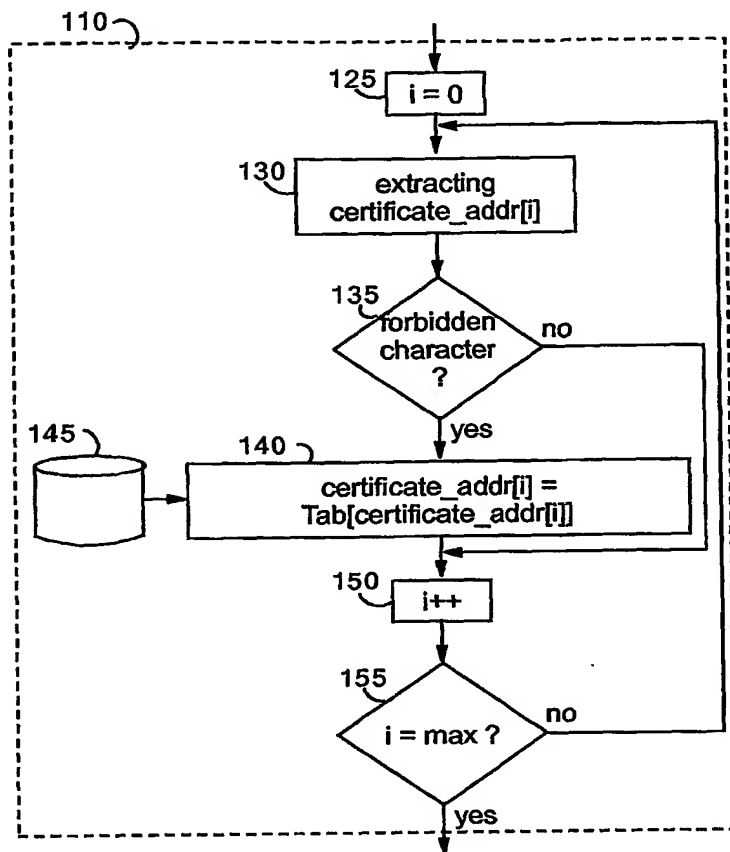 110
125
i = 0
130
extracting
certificate_addr[i]
135
forbidden
character
?
no
yes
145
140
certificate_addr[i] =
Tab[certificate_addr[i]]
150
i++
155
i = max ?
no
yes